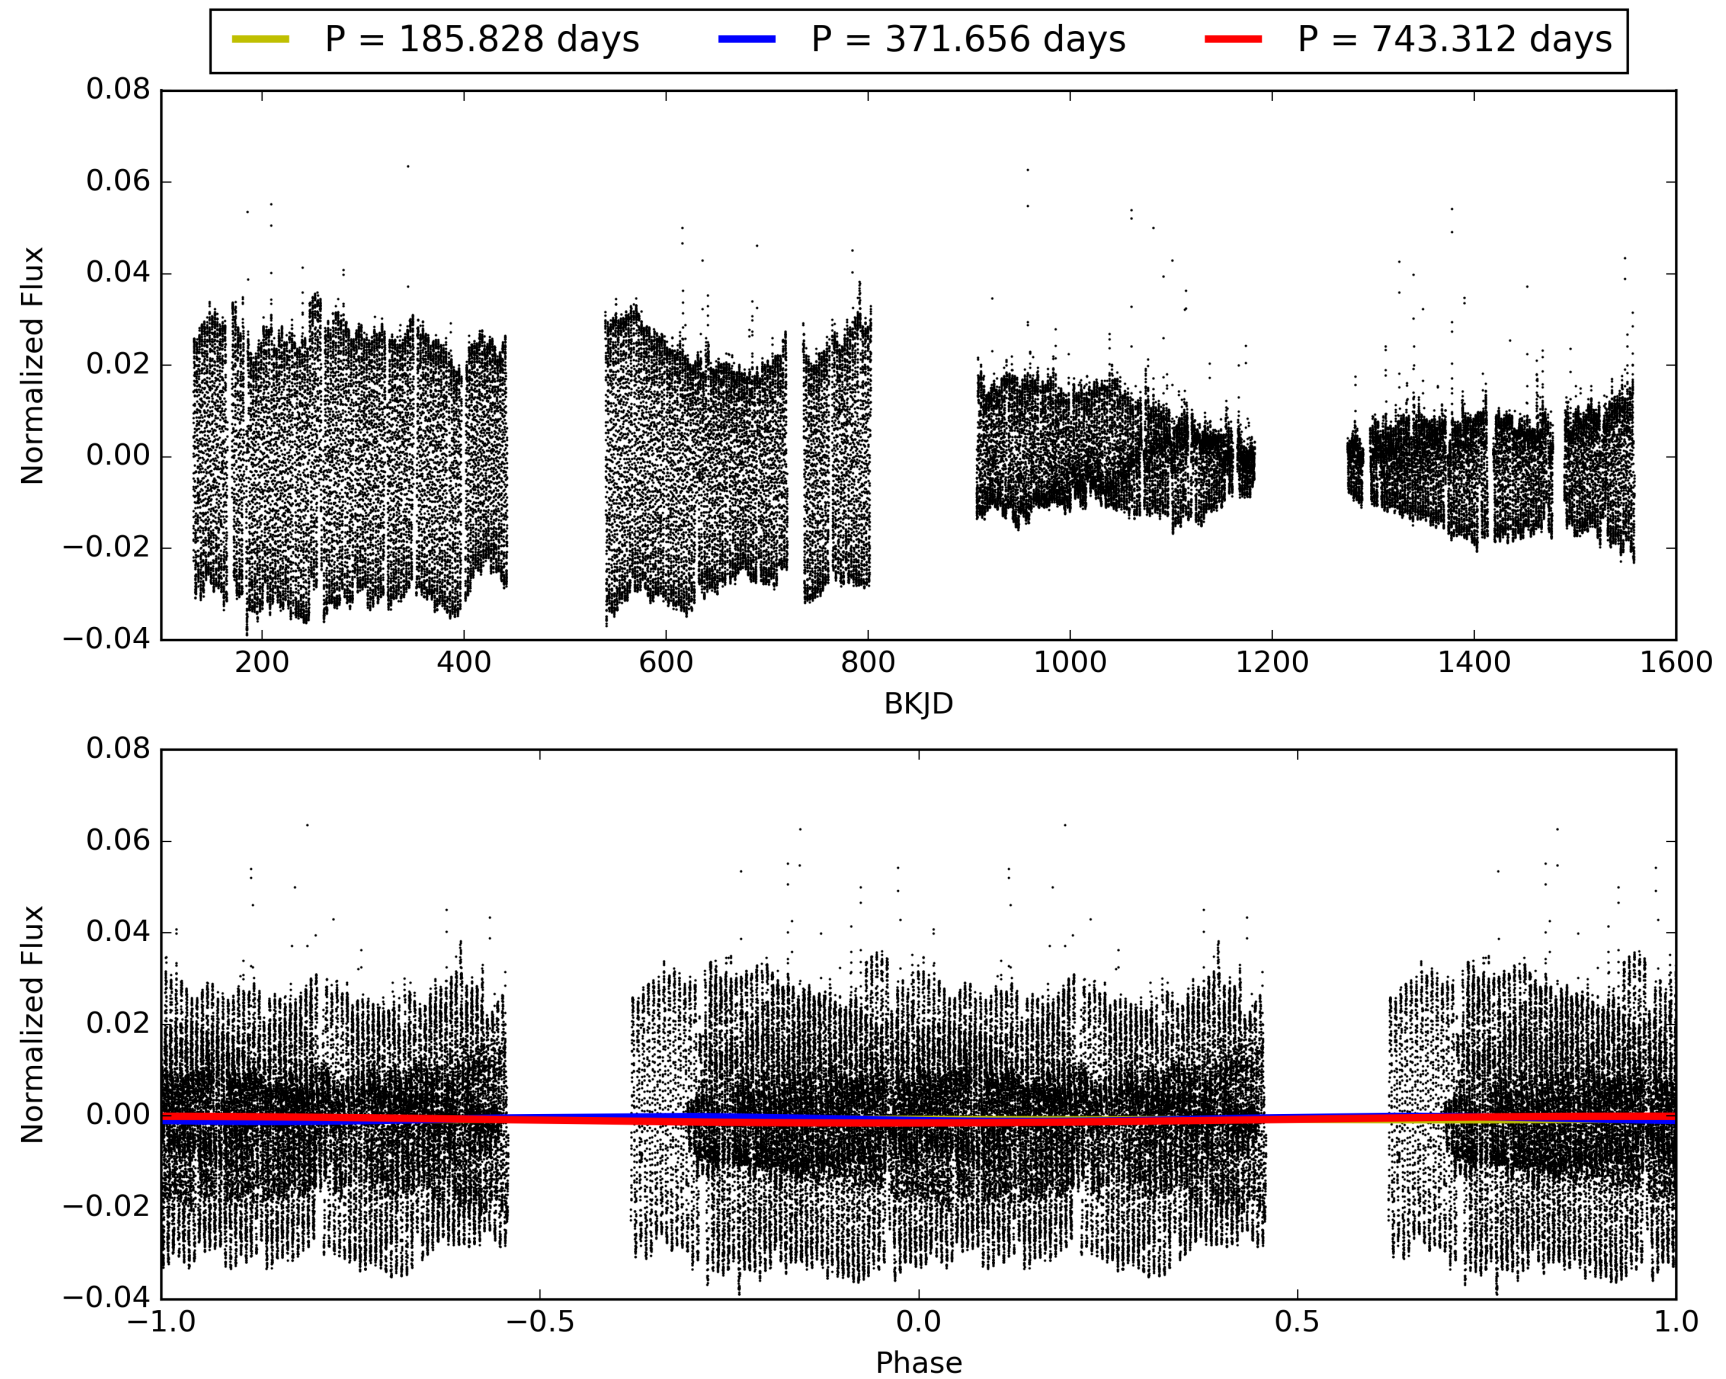 P = 185.828 days P = 371.656 days P = 743.312 days
0.08
0.06
0.04
0.02
0.00
−0.02
−0.04
Normalized Flux
200 400 600 800 1000 1200 1400 1600
BKJD
0.08
0.06
0.04
0.02
0.00
−0.02
−0.04
Normalized Flux
−1.0 −0.5 0.0 0.5 1.0
Phase